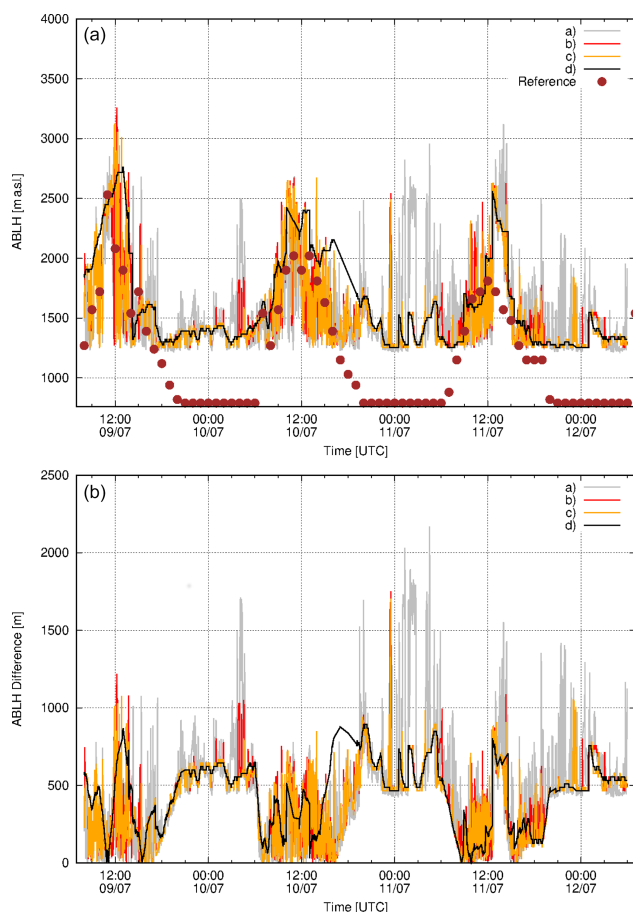 (a)
a)
b)
c)
d)
Reference
4000
3500
3000
2500
2000
1500
1000
ABLH [m a.s.l.]
12:00 00:00 12:00 00:00 12:00 00:00
09/07 10/07 10/07 11/07 11/07 12/07
Time [UTC]
(b)
a)
b)
c)
d)
2500
2000
1500
1000
500
0
ABLH Difference [m]
12:00 00:00 12:00 00:00 12:00 00:00
09/07 10/07 10/07 11/07 11/07 12/07
Time [UTC]